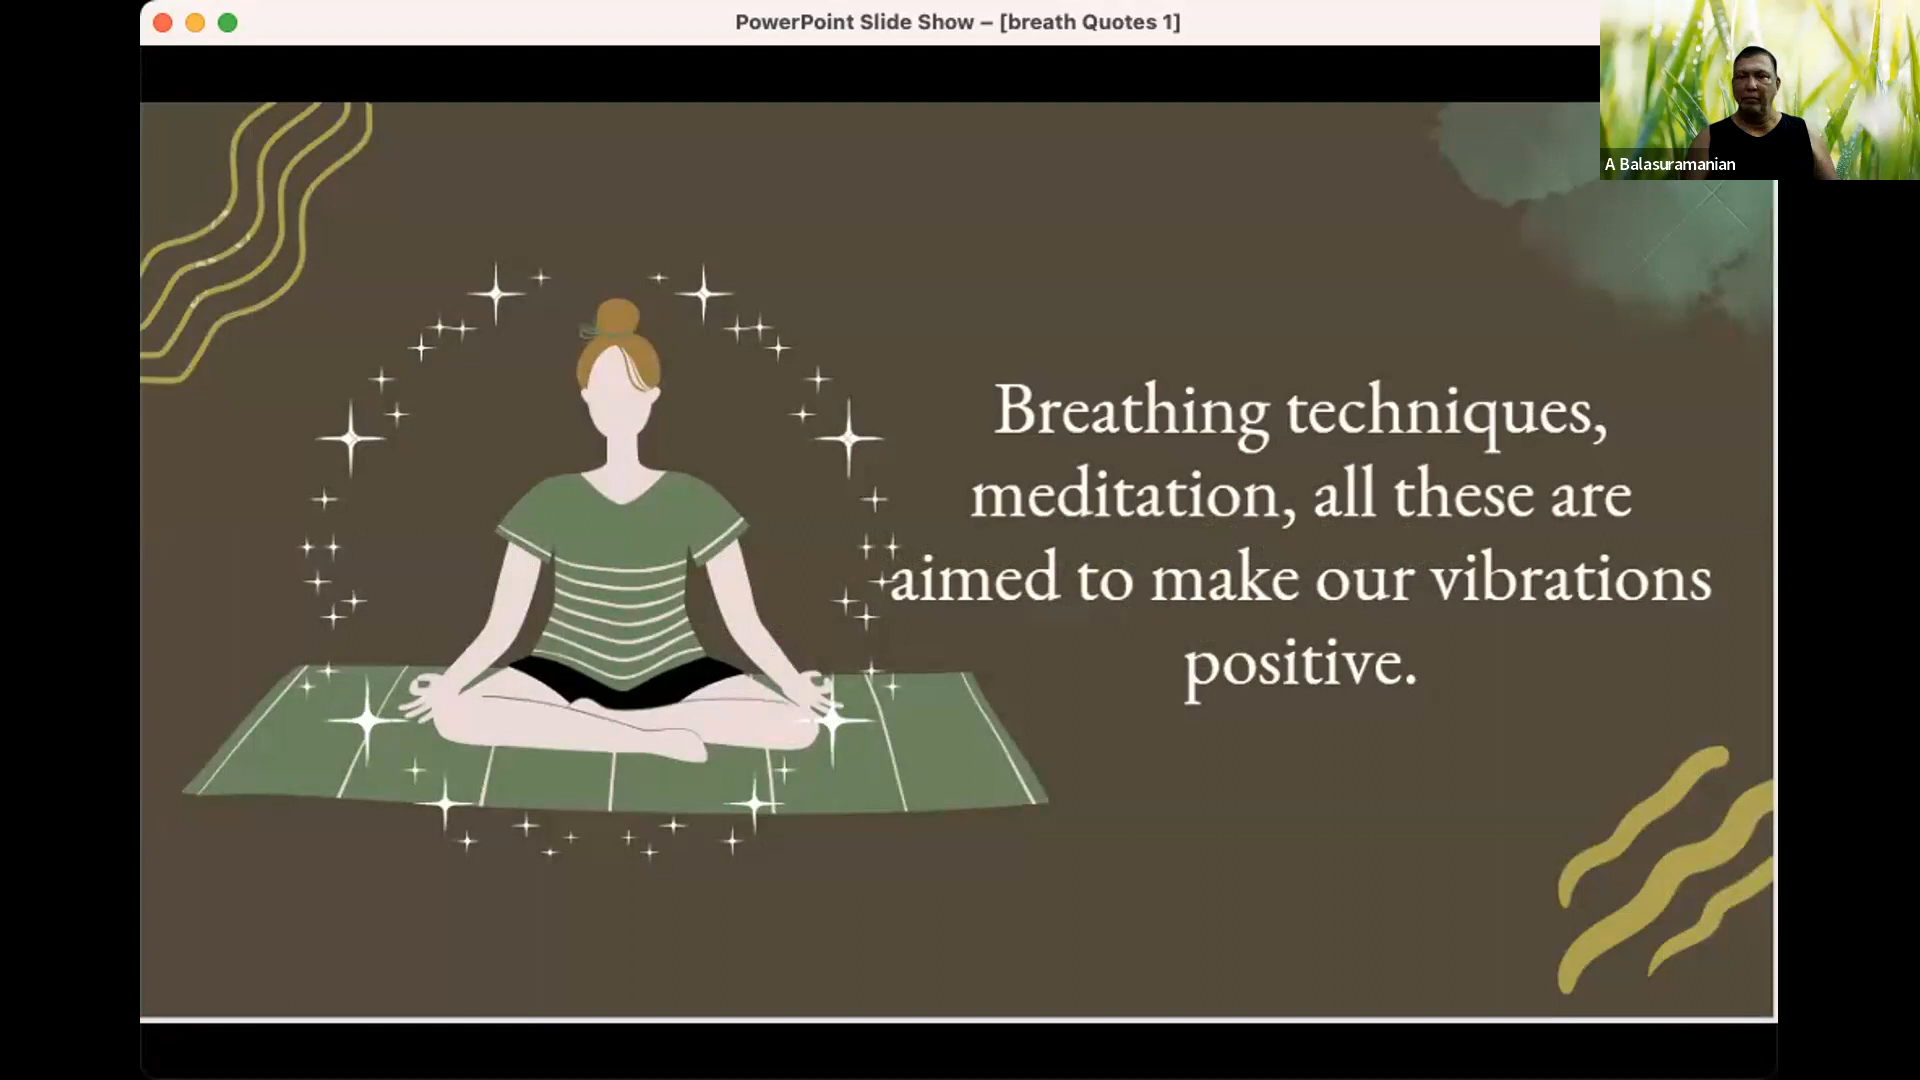 PowerPoint Slide Show – [breath Quotes 1]
A Balasuramanian
Breathing techniques,
meditation, all these are
aimed to make our vibrations
positive.